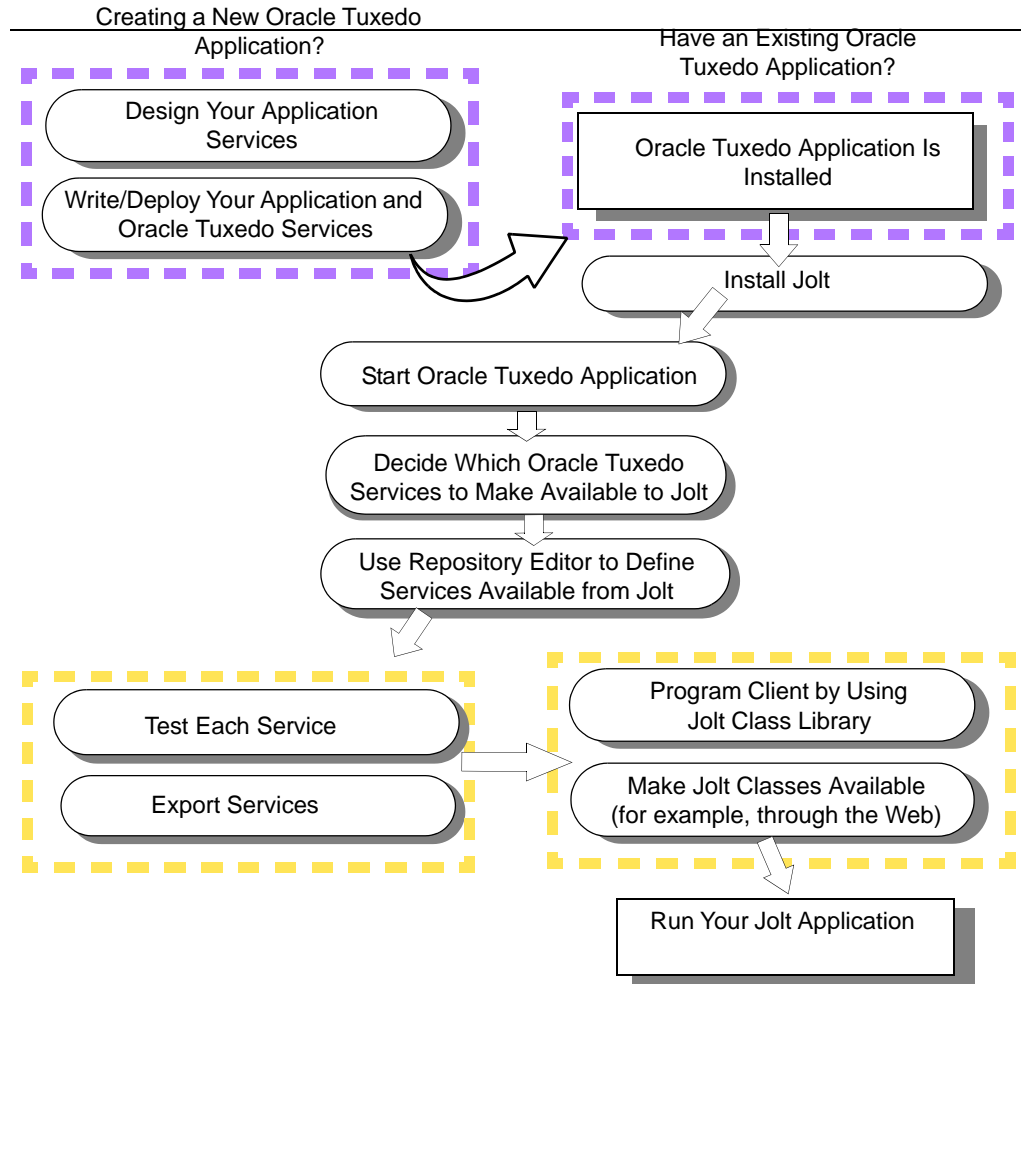 Creating a New Oracle Tuxedo
Application?
Have an Existing Oracle
Tuxedo Application?
Design Your Application
Services
Write/Deploy Your Application and
Oracle Tuxedo Services
Oracle Tuxedo Application Is
Installed
Install Jolt
Start Oracle Tuxedo Application
Decide Which Oracle Tuxedo
Services to Make Available to Jolt
Use Repository Editor to Define
Services Available from Jolt
Test Each Service
Export Services
Program Client by Using
Jolt Class Library
Make Jolt Classes Available
(for example, through the Web)
Run Your Jolt Application